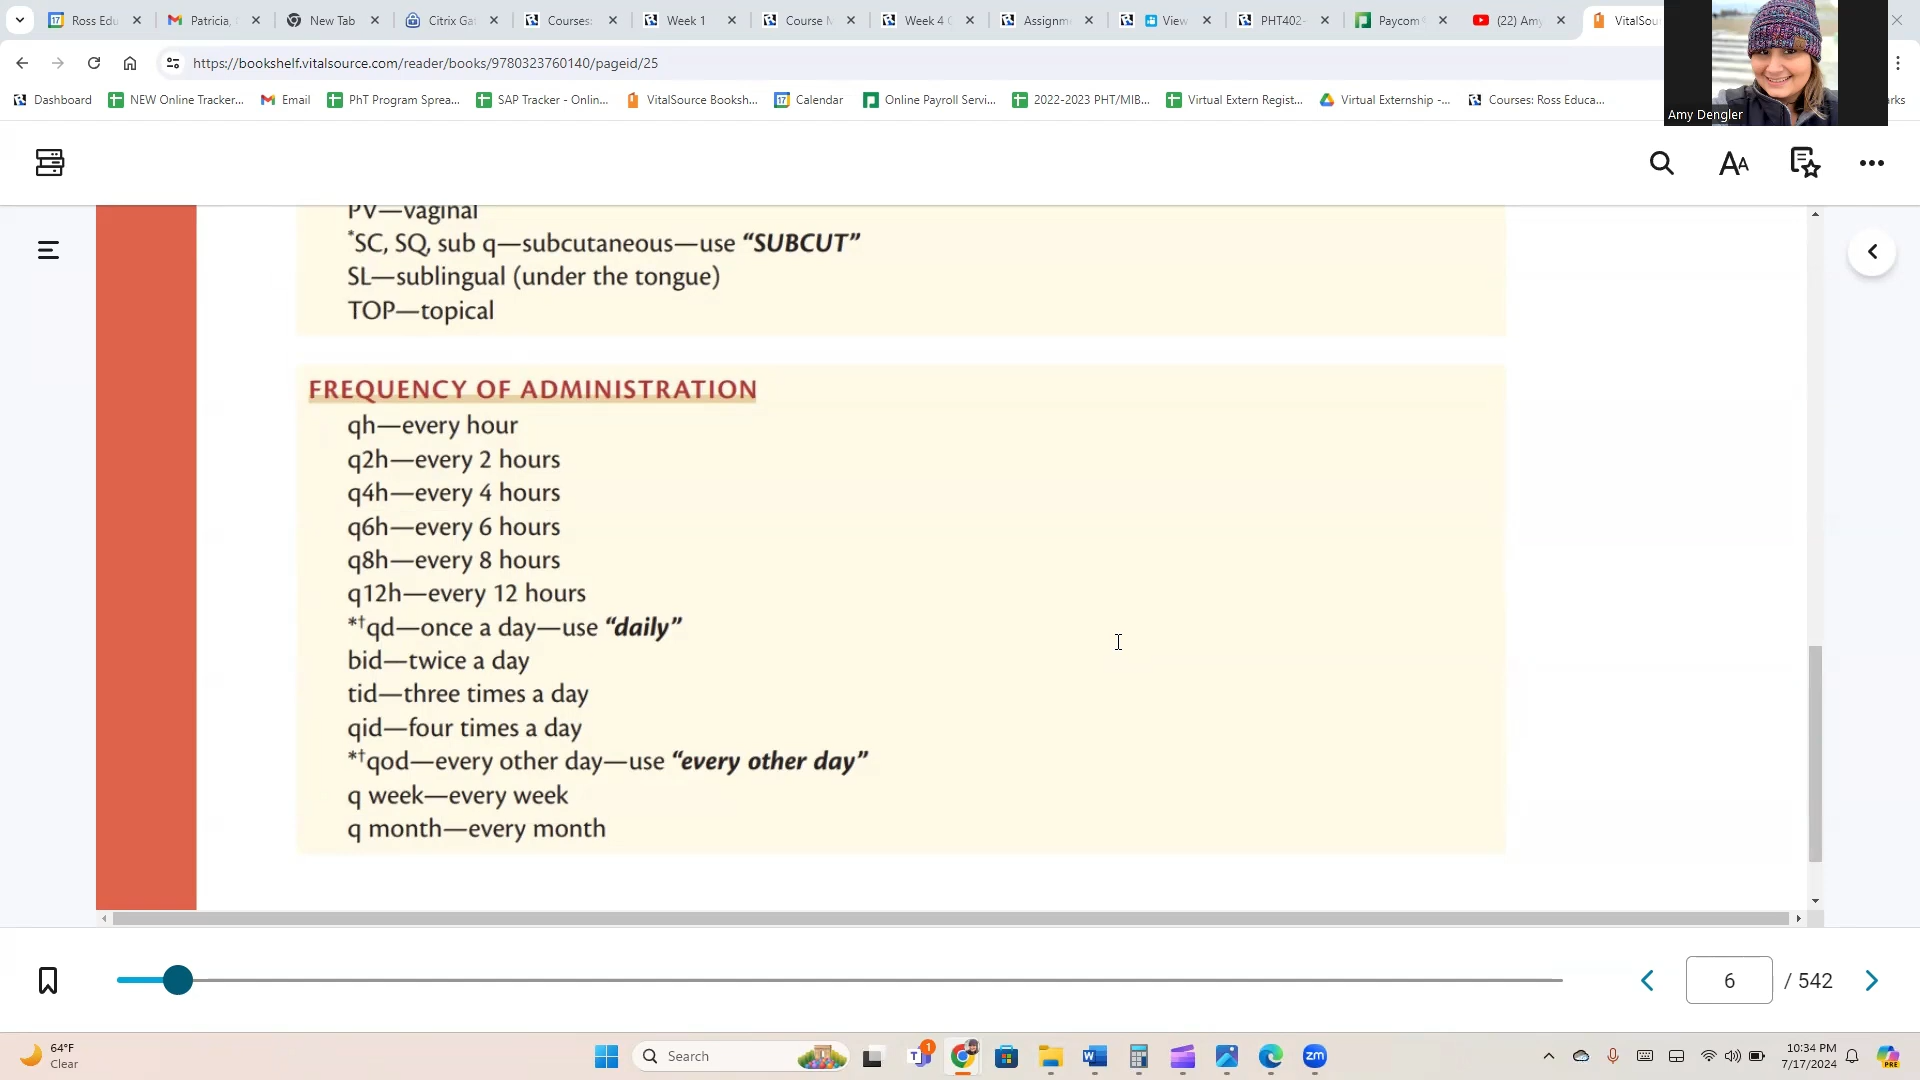 Ross Edu
Patricia,
New Tab
Citrix Ga
Courses:
Week 1
Course M
Week 4 C
Assignm
View
PHT402-
Paycom
(22) Amy
VitalSou
https://bookshelf.vitalsource.com/reader/books/9780323760140/pageid/25
Dashboard
NEW Online Tracker...
Email
PhT Program Sprea...
SAP Tracker - Onlin...
VitalSource Booksh...
Calendar
Online Payroll Servi...
2022-2023 PHT/MIB...
Virtual Extern Regist...
Virtual Externship -...
Courses: Ross Educa...
arks
Amy Dengler
PV—vaginal
*SC, SQ, sub q—subcutaneous—use “SUBCUT”
SL—sublingual (under the tongue)
TOP—topical
FREQUENCY OF ADMINISTRATION
qh—every hour
q2h—every 2 hours
q4h—every 4 hours
q6h—every 6 hours
q8h—every 8 hours
q12h—every 12 hours
*†qd—once a day—use “daily”
bid—twice a day
tid—three times a day
qid—four times a day
*†qod—every other day—use “every other day”
q week—every week
q month—every month
6 / 542
64°F
Clear
Search
10:34 PM
7/17/2024